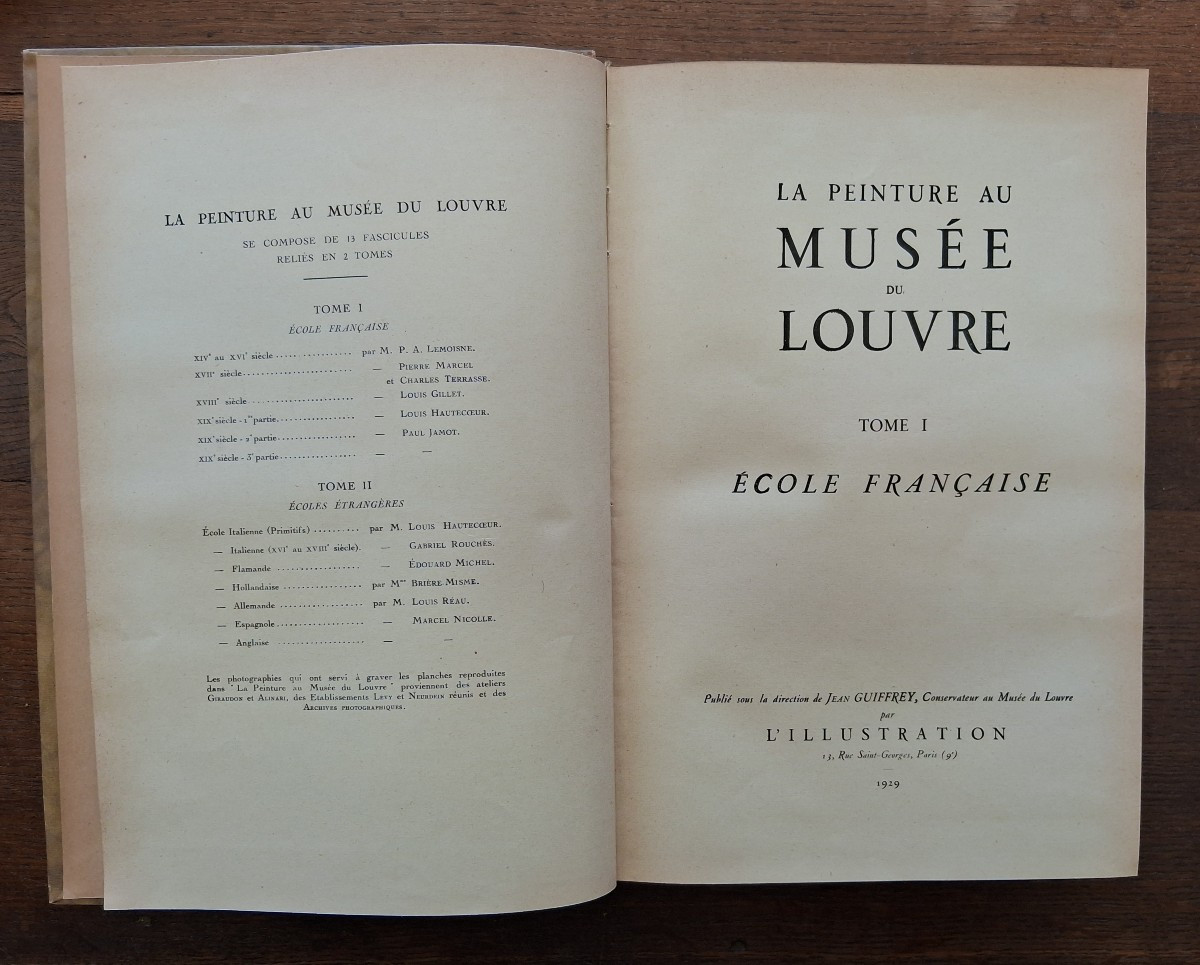 LA PEINTURE AU MUSÉE DU LOUVRE
SE COMPOSE DE 13 FASCICULES
RELIÉS EN 2 TOMES
TOME I
ÉCOLE FRANÇAISE
XIVe au XVIe siècle .................. par M. P. A. LEMOISNE.
XVIIe siècle ......................... — PIERRE MARCEL
et CHARLES TERRASSE.
XVIIIe siècle ........................ — LOUIS GILLET.
XIXe siècle - 1re partie .................. — LOUIS HAUTECŒUR.
XIXe siècle - 2e partie .................. — PAUL JAMOT.
XIXe siècle - 3e partie .................. — —
TOME II
ÉCOLES ÉTRANGÈRES
École Italienne (Primitifs) .......... par M. LOUIS HAUTECŒUR.
— Italienne (XVIe au XVIIIe siècle). — GABRIEL ROUCHÈS.
— Flamande ................... — ÉDOUARD MICHEL.
— Hollandaise .................. par Mme BRIÈRE MISME.
— Allemande ................... par M. LOUIS RÉAU.
— Espagnole .................... — MARCEL NICOLLE.
— Anglaise .................... — —
Les photographies qui ont servi à graver les planches reproduites
dans "La Peinture au Musée du Louvre" proviennent des ateliers
GIRAUDON et ALINARI, des Etablissements LEVY et NEURDEIN réunis et des
ARCHIVES PHOTOGRAPHIQUES.
LA PEINTURE AU
MUSÉE
DU
LOUVRE
TOME I
ÉCOLE FRANÇAISE
Publié sous la direction de JEAN GUIFFREY, Conservateur au Musée du Louvre
par
L'ILLUSTRATION
13, Rue Saint-Georges, Paris (9e)
1929